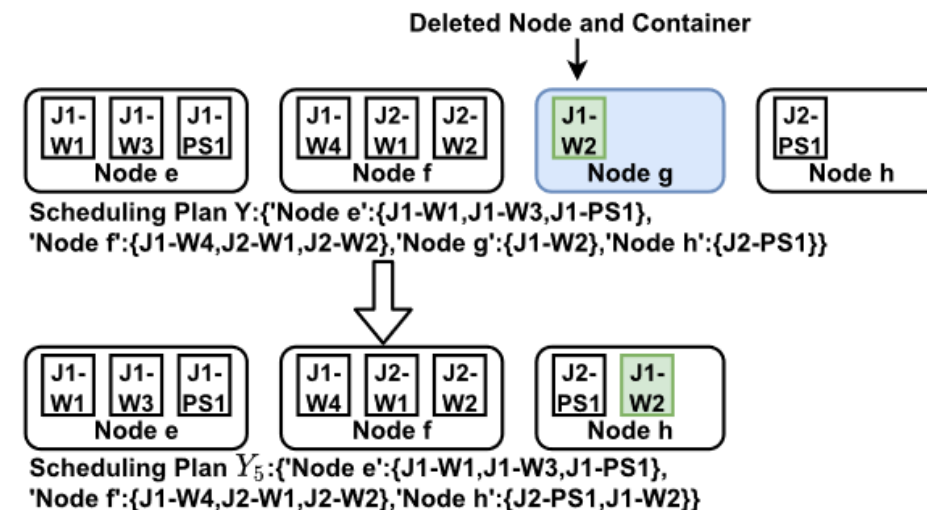 Deleted Node and Container
J1-
W1
J1-
W3
J1-
PS1
Node e
J1-
W4
J2-
W1
J2-
W2
Node f
J1-
W2
Node g
J2-
PS1
Node h
Scheduling Plan Y:{'Node e':{J1-W1,J1-W3,J1-PS1},
'Node f':{J1-W4,J2-W1,J2-W2},'Node g':{J1-W2},'Node h':{J2-PS1}}
J1-
W1
J1-
W3
J1-
PS1
Node e
J1-
W4
J2-
W1
J2-
W2
Node f
J2-
PS1
J1-
W2
Node h
Scheduling Plan Y₅:{'Node e':{J1-W1,J1-W3,J1-PS1},
'Node f':{J1-W4,J2-W1,J2-W2},'Node h':{J2-PS1,J1-W2}}